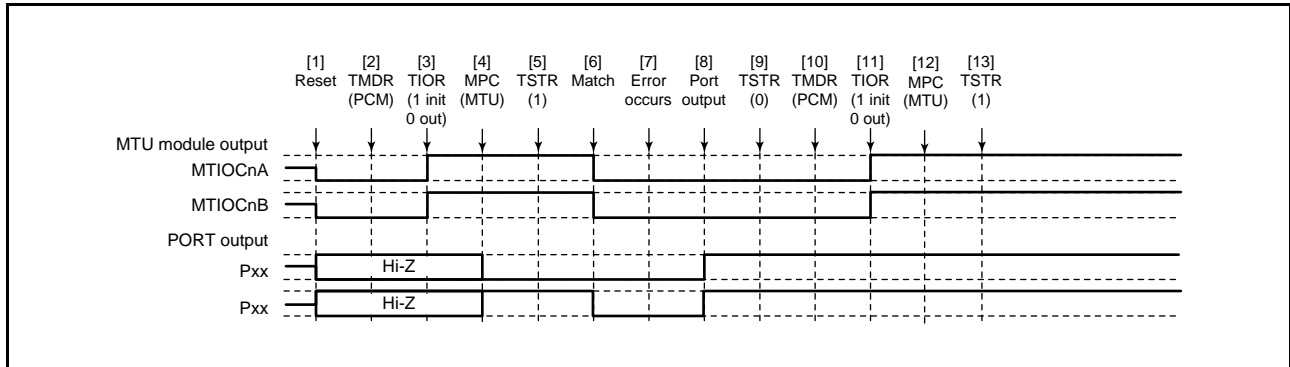 [1] [2] [3] [4] [5] [6] [7] [8] [9] [10] [11] [12] [13]
Reset TMDR TIOR MPC TSTR Match Error Port TSTR TMDR TIOR MPC TSTR
(PCM) (1 init (MTU) (1) occurs output (0) (PCM) (1 init (MTU) (1)
0 out) 0 out)
MTU module output
MTIOCnA
MTIOCnB
PORT output
Pxx Hi-Z
Pxx Hi-Z